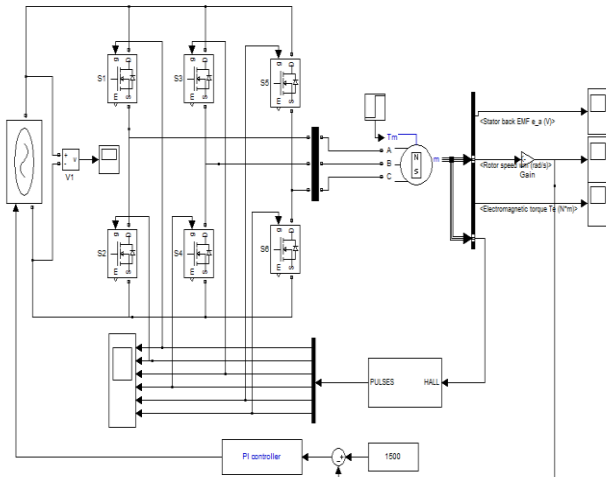 S1
S3
S5
g
D
E
S
V1
v
+
-
Tm
A
B
C
N
S
m
<Stator back EMF e_a (V)>
<Rotor speed wm (rad/s)>
Gain
<Electromagnetic torque Te (N*m)>
S2
S4
S6
PULSES
HALL
PI controller
1500